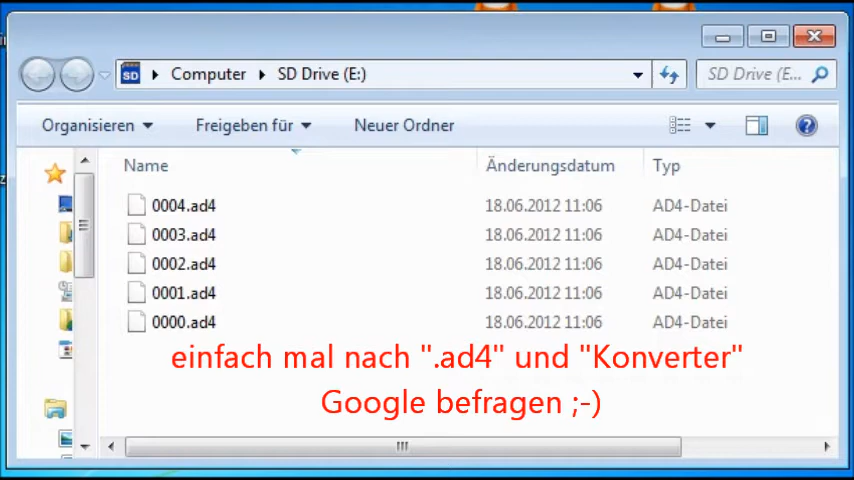 SD Computer SD Drive (E:) SD Drive (E...
Organisieren Freigeben für Neuer Ordner
Name Änderungsdatum Typ
0004.ad4 18.06.2012 11:06 AD4-Datei
0003.ad4 18.06.2012 11:06 AD4-Datei
0002.ad4 18.06.2012 11:06 AD4-Datei
0001.ad4 18.06.2012 11:06 AD4-Datei
0000.ad4 18.06.2012 11:06 AD4-Datei
einfach mal nach ".ad4" und "Konverter"
Google befragen ;-)